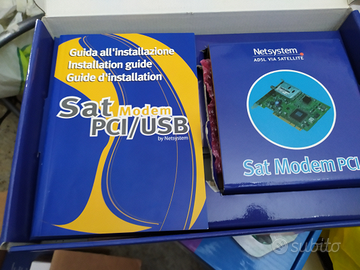 Guida all'installazione
Installation guide
Guide d'installation
Sat
Modem
PCI/USB
by Netsystem
Netsystem
ADSL VIA SATELLITE
Sat Modem PCI
subito